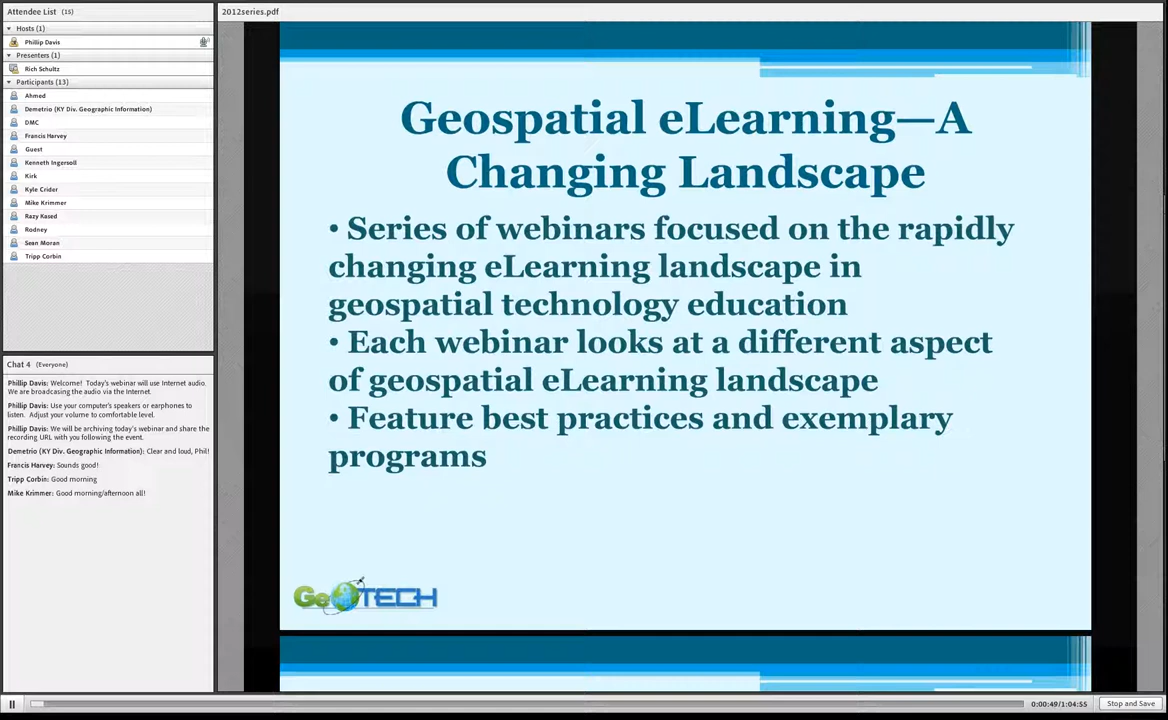 Attendee List (15)
Hosts (1)
Phillip Davis
Presenters (1)
Rich Schultz
Participants (13)
Ahmed
Demetrio (KY Div. Geographic Information)
DMC
Francis Harvey
Guest
Kenneth Ingersoll
Kirk
Kyle Crider
Mike Krimmer
Razy Kased
Rodney
Sean Moran
Tripp Corbin
Chat 4 (Everyone)
Phillip Davis: Welcome! Today's webinar will use Internet audio.
We are broadcasting the audio via the Internet.
Phillip Davis: Use your computer's speakers or earphones to
listen. Adjust your volume to comfortable level.
Phillip Davis: We will be archiving today's webinar and share the
recording URL with you following the event.
Demetrio (KY Div. Geographic Information): Clear and loud, Phil!
Francis Harvey: Sounds good!
Tripp Corbin: Good morning
Mike Krimmer: Good morning/afternoon all!
2012series.pdf
Geospatial eLearning—A
Changing Landscape
• Series of webinars focused on the rapidly
changing eLearning landscape in
geospatial technology education
• Each webinar looks at a different aspect
of geospatial eLearning landscape
• Feature best practices and exemplary
programs
GeoTECH
0:00:49/1:04:55
Stop and Save